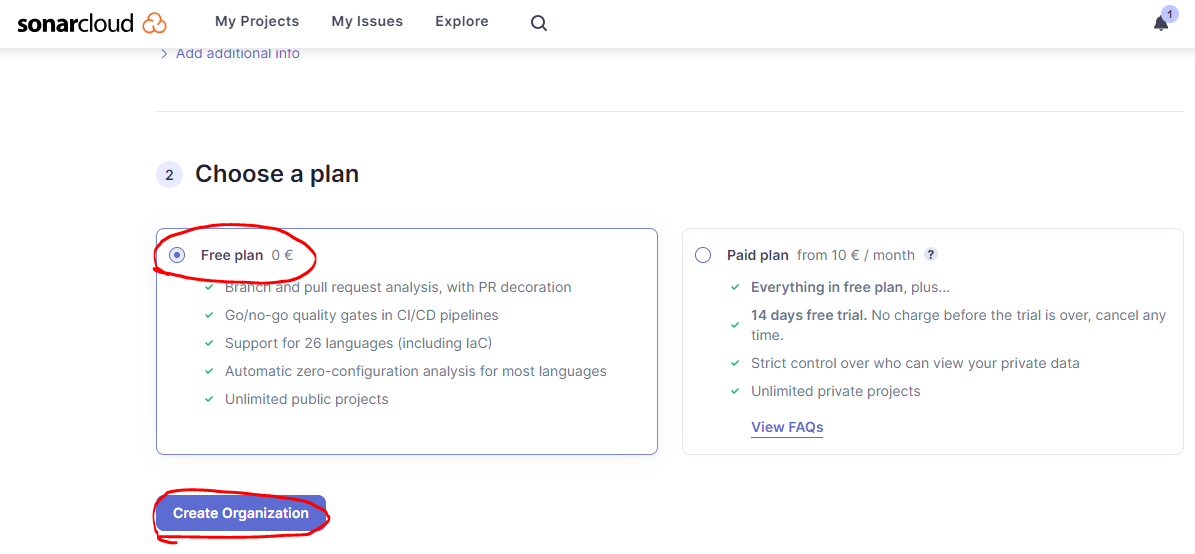 sonarcloud My Projects My Issues Explore 1
Add additional info
2 Choose a plan
Free plan 0 €
Branch and pull request analysis, with PR decoration
Go/no-go quality gates in CI/CD pipelines
Support for 26 languages (including IaC)
Automatic zero-configuration analysis for most languages
Unlimited public projects
Paid plan from 10 € / month ?
Everything in free plan, plus...
14 days free trial. No charge before the trial is over, cancel any
time.
Strict control over who can view your private data
Unlimited private projects
View FAQs
Create Organization